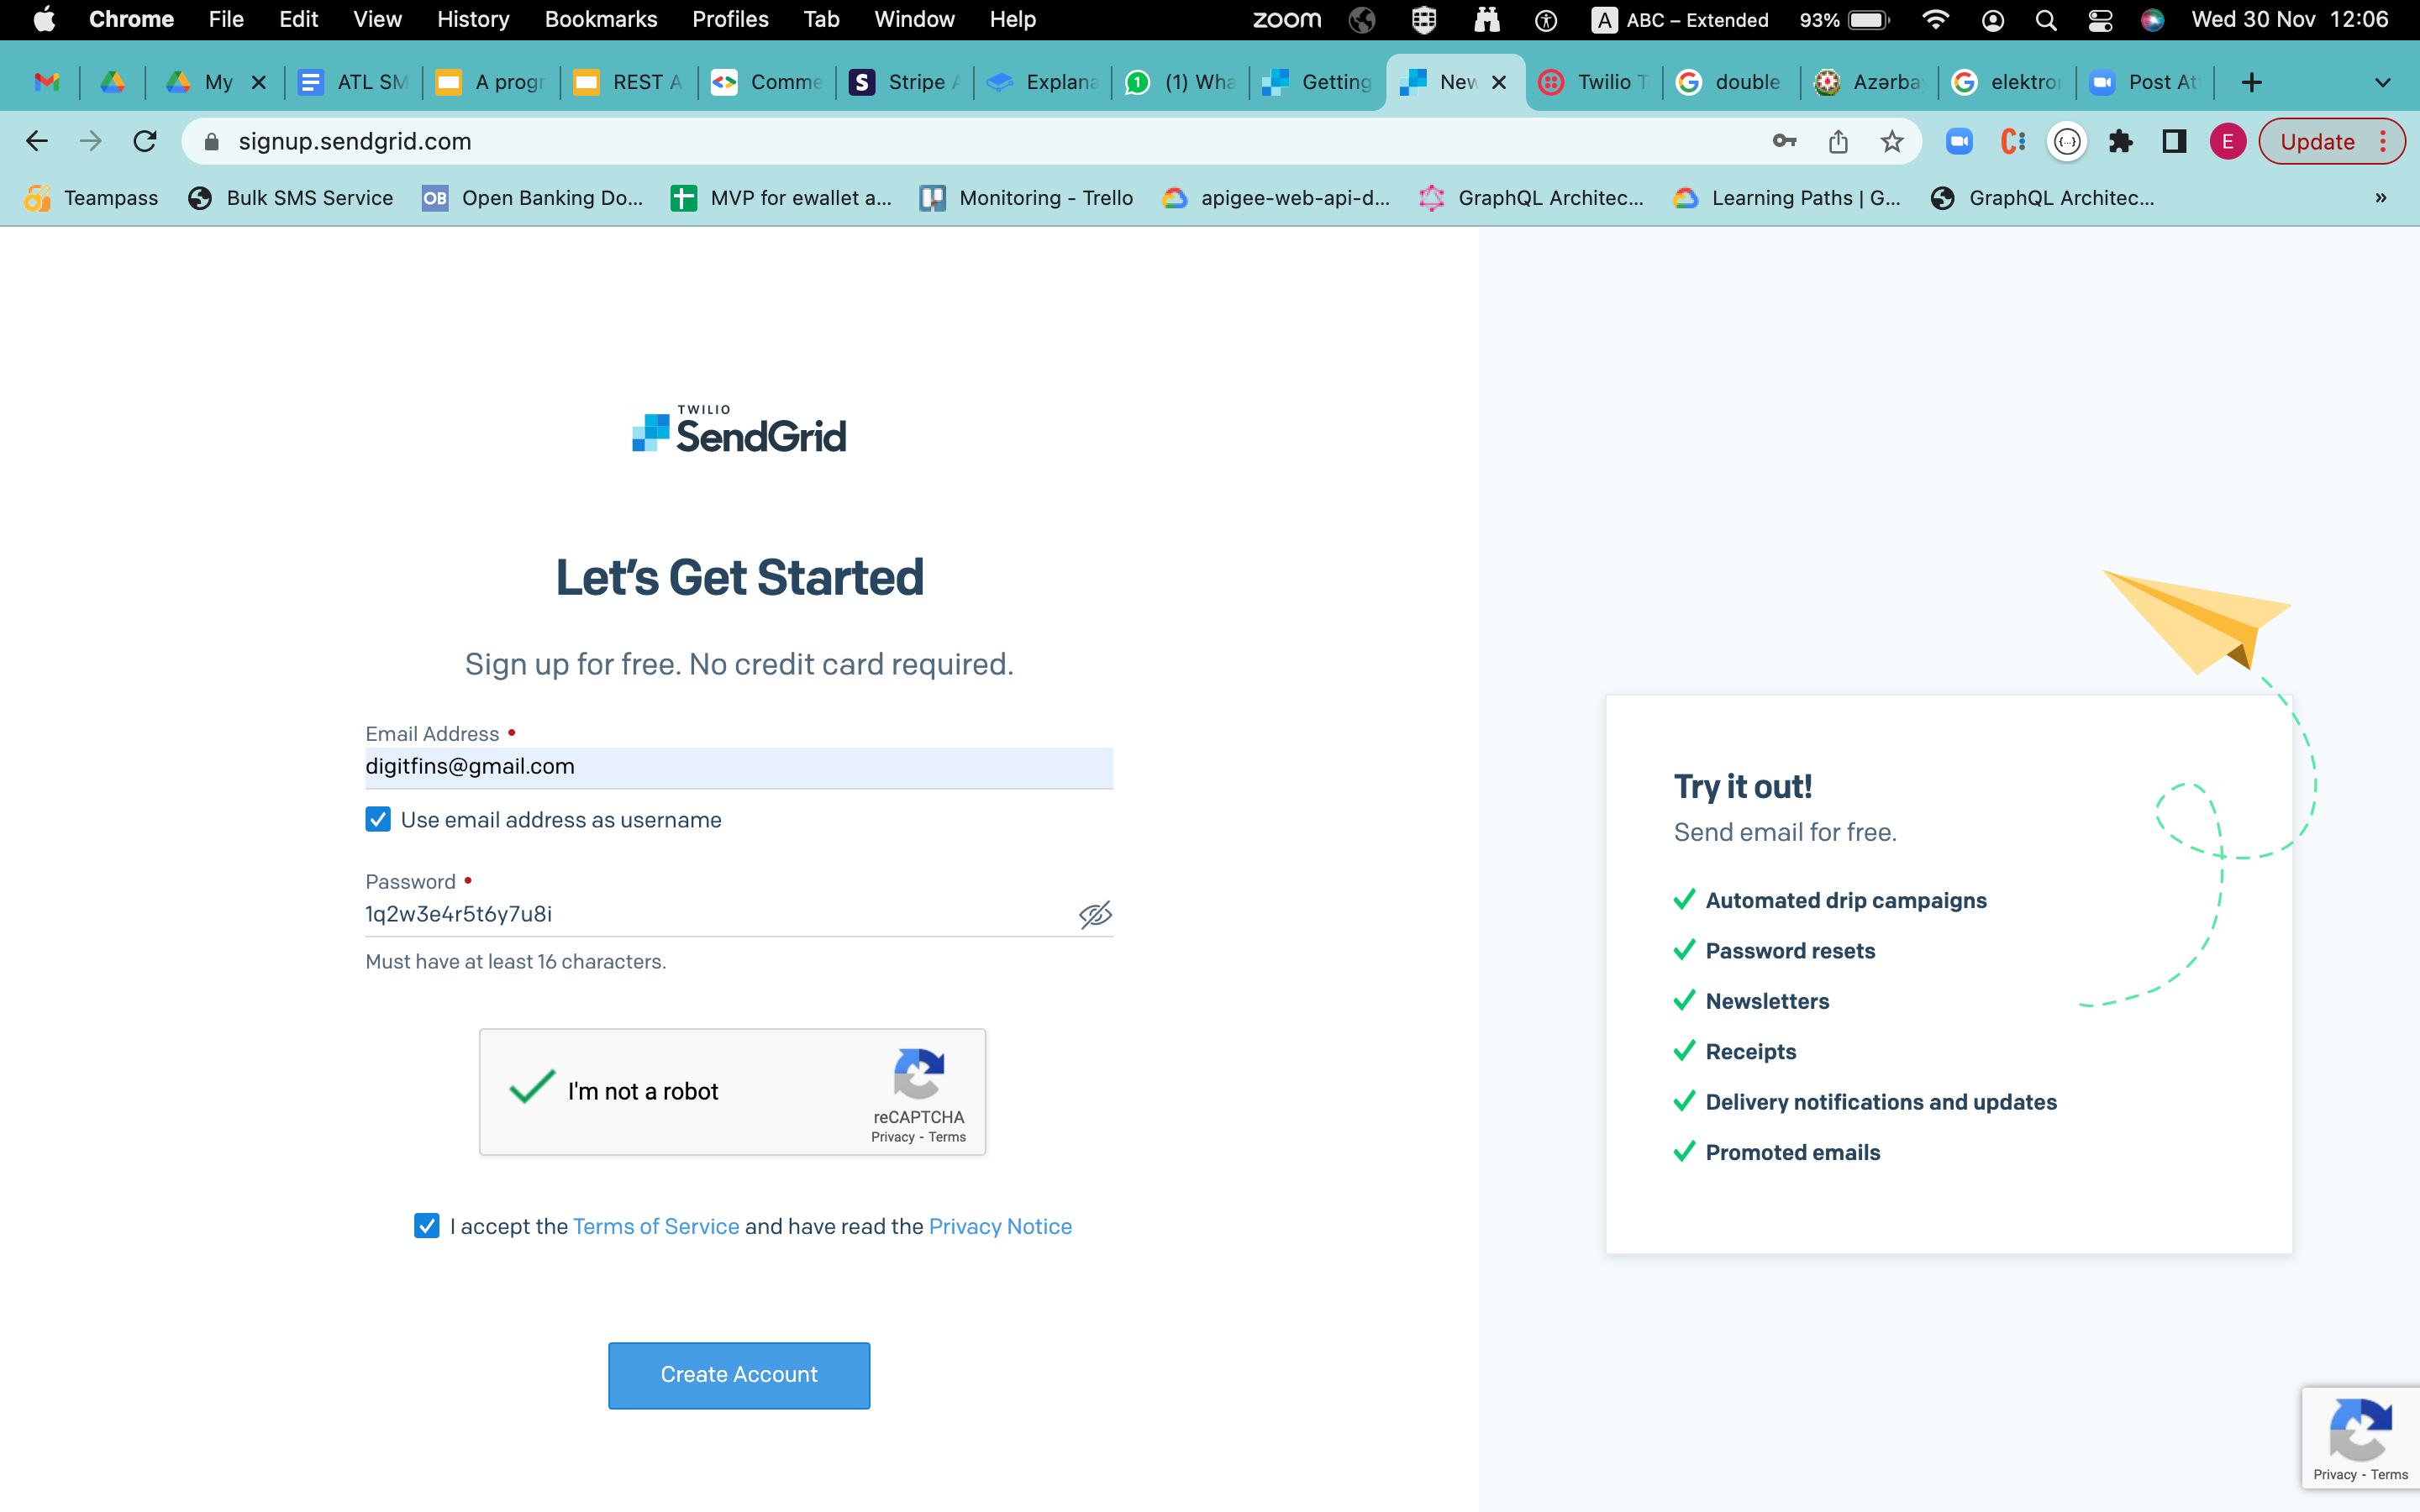 Chrome File Edit View History Bookmarks Profiles Tab Window Help zoom A ABC – Extended 93% Wed 30 Nov 12:06
My ATL SM A progr REST A Comme S Stripe A Explana 1 (1) Wha Getting New Twilio T double Azərba elektror Post At
signup.sendgrid.com E Update
Teampass Bulk SMS Service OB Open Banking Do... MVP for ewallet a... Monitoring - Trello apigee-web-api-d... GraphQL Architec... Learning Paths | G... GraphQL Architec... »
TWILIO
SendGrid
Let's Get Started
Sign up for free. No credit card required.
Email Address •
digitfins@gmail.com
Use email address as username
Password •
1q2w3e4r5t6y7u8i
Must have at least 16 characters.
I'm not a robot
reCAPTCHA
Privacy - Terms
I accept the Terms of Service and have read the Privacy Notice
Create Account
Try it out!
Send email for free.
Automated drip campaigns
Password resets
Newsletters
Receipts
Delivery notifications and updates
Promoted emails
Privacy - Terms